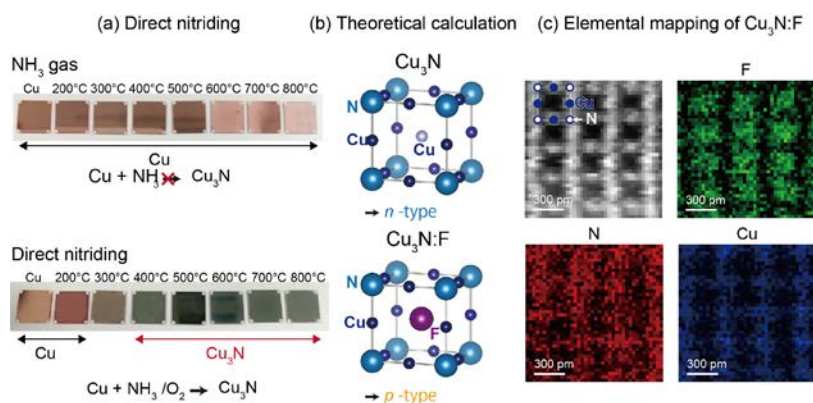 (a) Direct nitriding
(b) Theoretical calculation
(c) Elemental mapping of Cu₃N:F
NH₃ gas
Cu 200°C 300°C 400°C 500°C 600°C 700°C 800°C
Cu
Cu + NH₃ → Cu₃N
Direct nitriding
Cu 200°C 300°C 400°C 500°C 600°C 700°C 800°C
Cu
Cu₃N
Cu + NH₃ /O₂ → Cu₃N
Cu₃N
N
Cu
Cu
→ n -type
Cu₃N:F
N
Cu
F
→ p -type
Cu
N
300 pm
F
300 pm
N
300 pm
Cu
300 pm